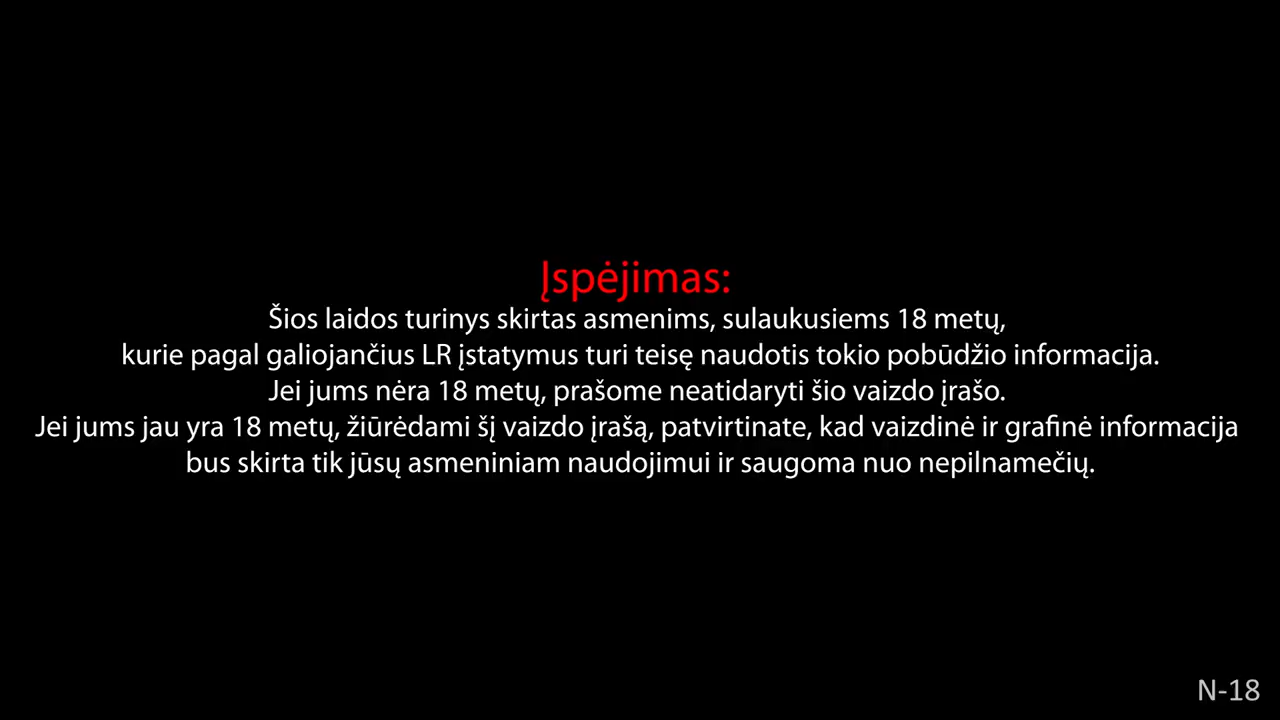 Įspėjimas:
Šios laidos turinys skirtas asmenims, sulaukusiems 18 metų,
kurie pagal galiojančius LR įstatymus turi teisę naudotis tokio pobūdžio informacija.
Jei jums nėra 18 metų, prašome neatidaryti šio vaizdo įrašo.
Jei jums jau yra 18 metų, žiūrėdami šį vaizdo įrašą, patvirtinate, kad vaizdinė ir grafinė informacija
bus skirta tik jūsų asmeniniam naudojimui ir saugoma nuo nepilnamečių.
N-18